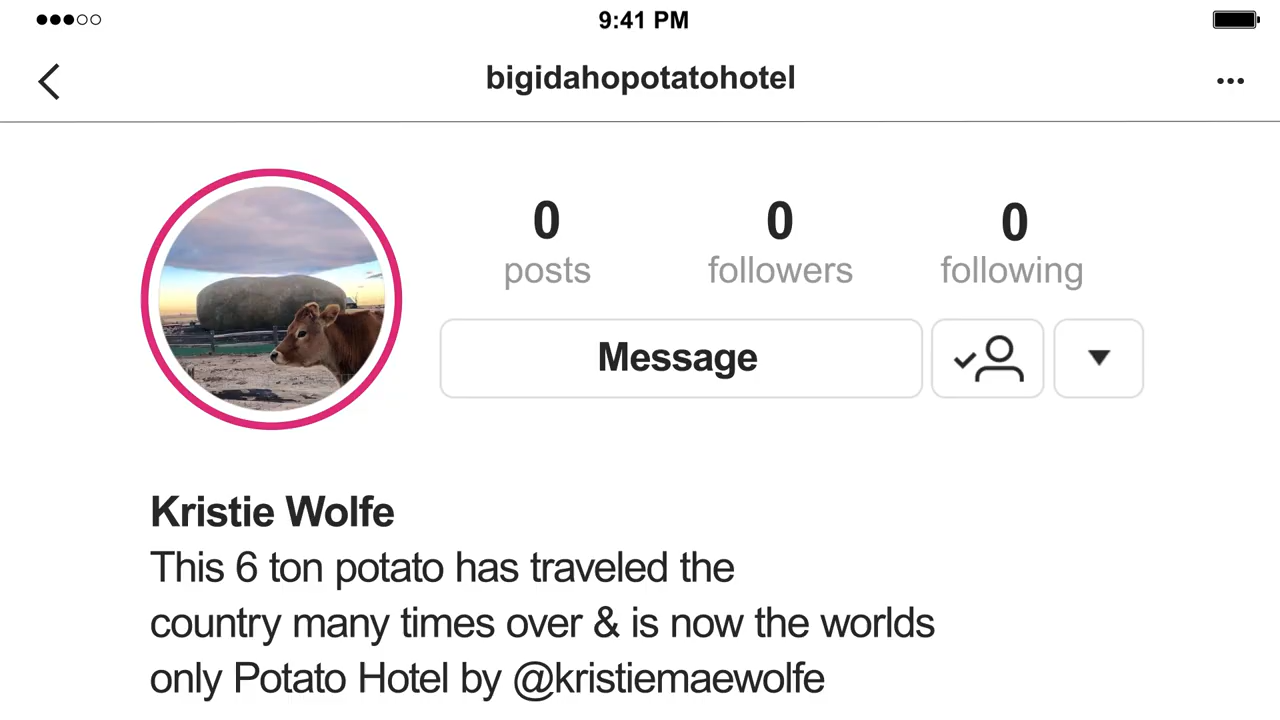 9:41 PM
bigidahopotatohotel
0 0 0
posts followers following
Message
Kristie Wolfe
This 6 ton potato has traveled the
country many times over & is now the worlds
only Potato Hotel by @kristiemaewolfe